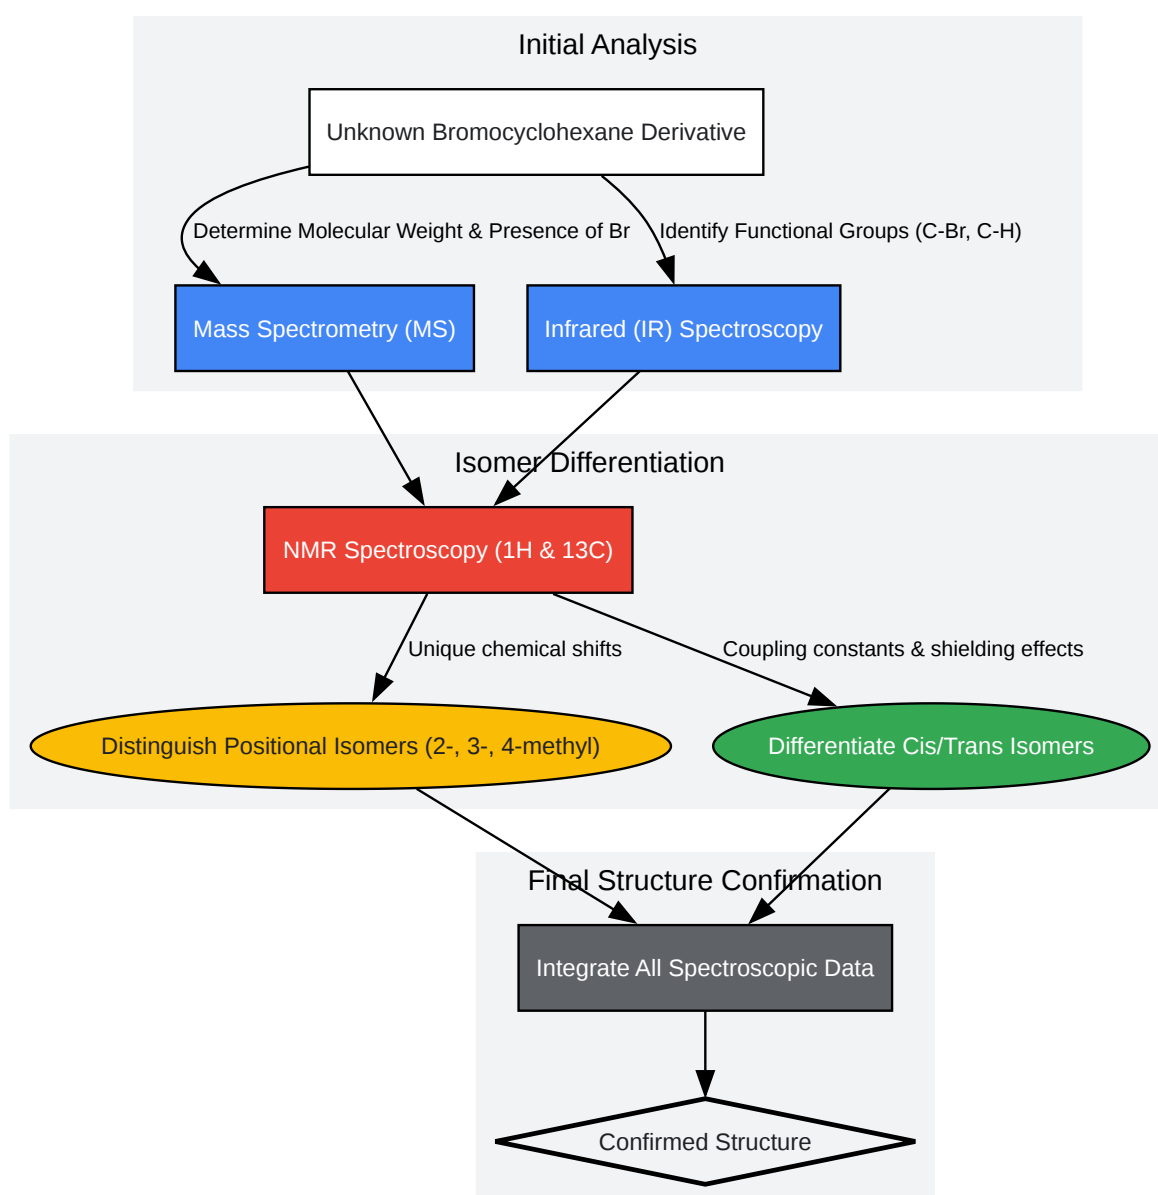 Initial Analysis
Unknown Bromocyclohexane Derivative
Determine Molecular Weight & Presence of Br
Identify Functional Groups (C-Br, C-H)
Mass Spectrometry (MS)
Infrared (IR) Spectroscopy
Isomer Differentiation
NMR Spectroscopy (1H & 13C)
Unique chemical shifts
Coupling constants & shielding effects
Distinguish Positional Isomers (2-, 3-, 4-methyl)
Differentiate Cis/Trans Isomers
Final Structure Confirmation
Integrate All Spectroscopic Data
Confirmed Structure